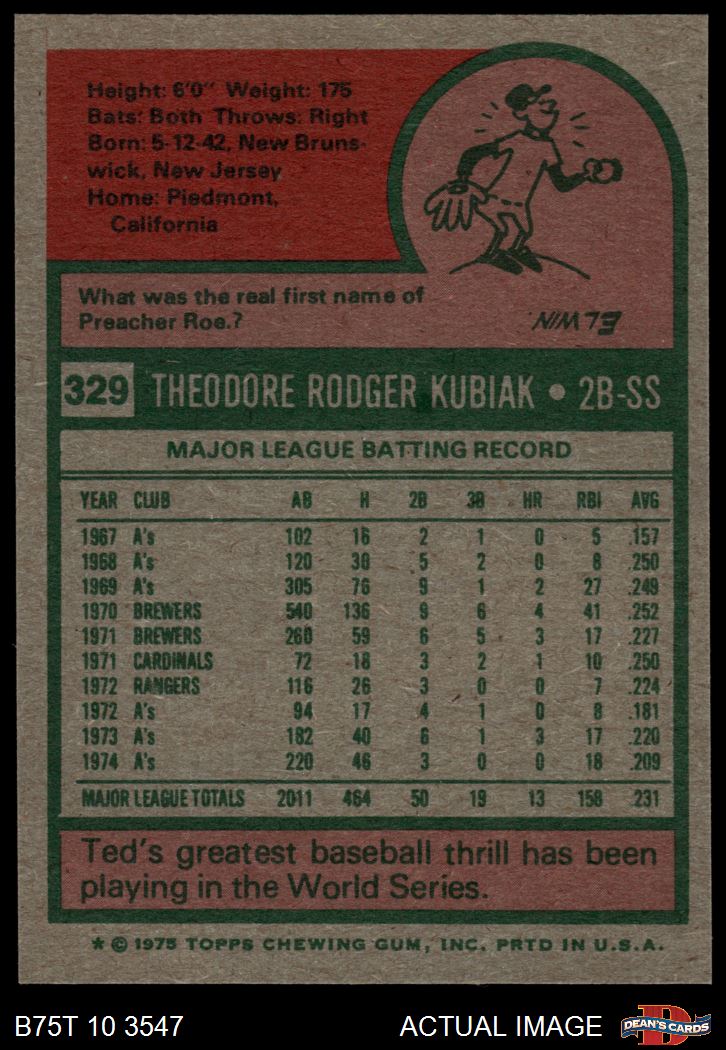 Height: 6'0" Weight: 175
Bats: Both Throws: Right
Born: 5-12-42, New Bruns-
wick, New Jersey
Home: Piedmont,
California
What was the real first name of
Preacher Roe.?
ELWIN.
329 THEODORE RODGER KUBIAK • 2B-SS
MAJOR LEAGUE BATTING RECORD
YEAR CLUB AB H 2B 3B HR RBI AVG
1967 A's 102 16 2 1 0 5 .157
1968 A's 120 30 5 2 0 8 .250
1969 A's 305 76 9 1 2 27 .249
1970 BREWERS 540 136 9 6 4 41 .252
1971 BREWERS 260 59 6 5 3 17 .227
1971 CARDINALS 72 18 3 2 1 10 .250
1972 RANGERS 116 26 3 0 0 7 .224
1972 A's 94 17 4 1 0 8 .181
1973 A's 182 40 6 1 3 17 .220
1974 A's 220 46 3 0 0 18 .209
MAJOR LEAGUE TOTALS 2011 464 50 19 13 158 .231
Ted's greatest baseball thrill has been
playing in the World Series.
★ © 1975 TOPPS CHEWING GUM, INC. PRTD IN U.S.A.
B75T 10 3547 ACTUAL IMAGE DEAN'S CARDS